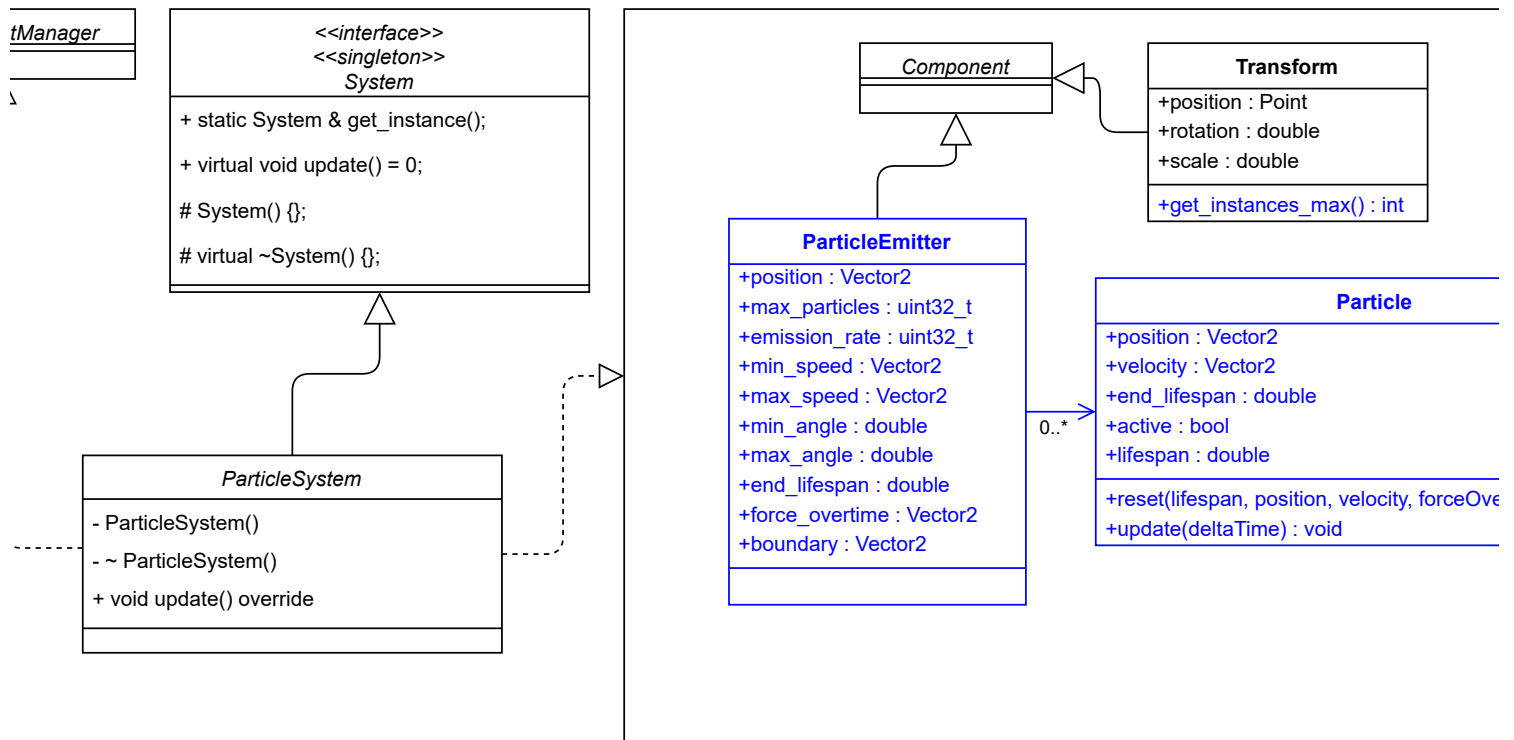 tManager
<<interface>>
<<singleton>>
System
+ static System & get_instance();
+ virtual void update() = 0;
# System() {};
# virtual ~System() {};
ParticleSystem
- ParticleSystem()
- ~ ParticleSystem()
+ void update() override
Component
Transform
+position : Point
+rotation : double
+scale : double
+get_instances_max() : int
ParticleEmitter
+position : Vector2
+max_particles : uint32_t
+emission_rate : uint32_t
+min_speed : Vector2
+max_speed : Vector2
+min_angle : double
+max_angle : double
+end_lifespan : double
+force_overtime : Vector2
+boundary : Vector2
0..*
Particle
+position : Vector2
+velocity : Vector2
+end_lifespan : double
+active : bool
+lifespan : double
+reset(lifespan, position, velocity, forceOve
+update(deltaTime) : void